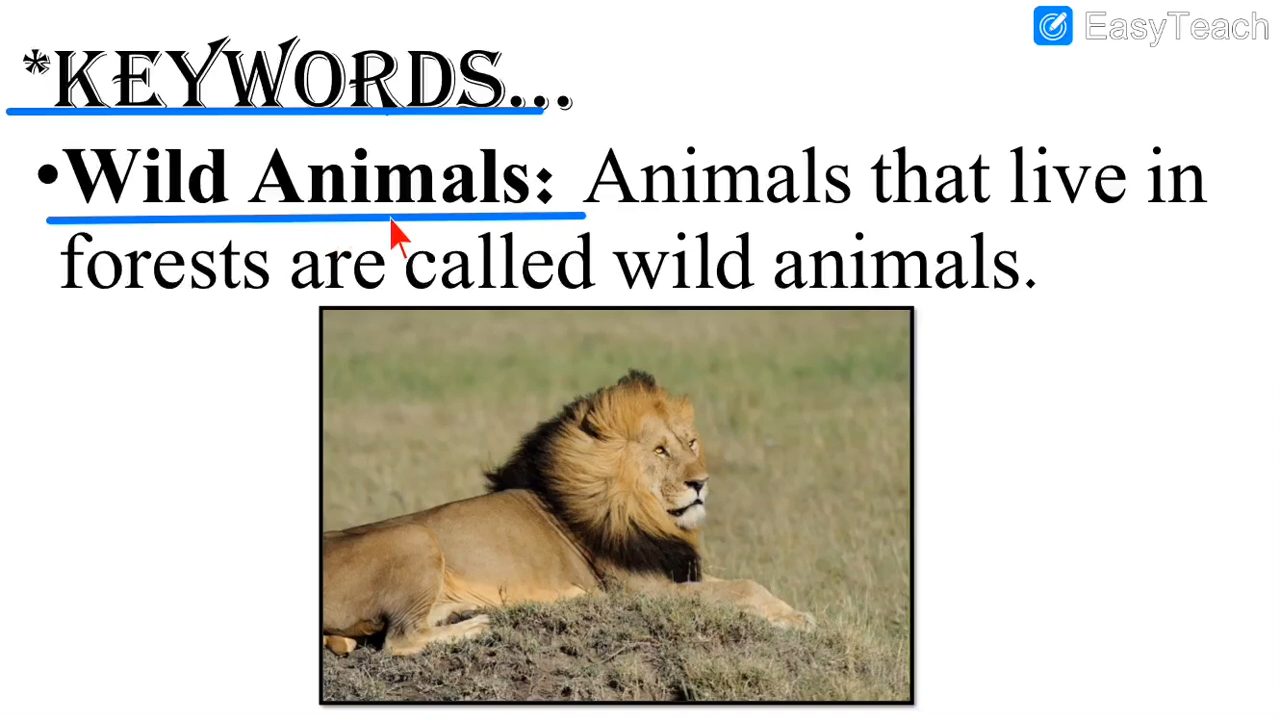 EasyTeach
*KEYWORDS...
•Wild Animals: Animals that live in
forests are called wild animals.